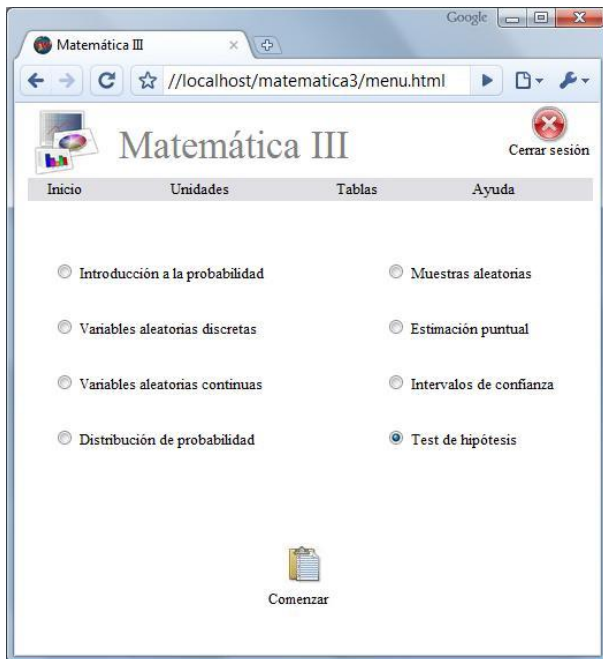 Google
Matemática III
//localhost/matematica3/menu.html
Matemática III
Cerrar sesión
Inicio Unidades Tablas Ayuda
Introducción a la probabilidad Muestras aleatorias
Variables aleatorias discretas Estimación puntual
Variables aleatorias continuas Intervalos de confianza
Distribución de probabilidad Test de hipótesis
Comenzar